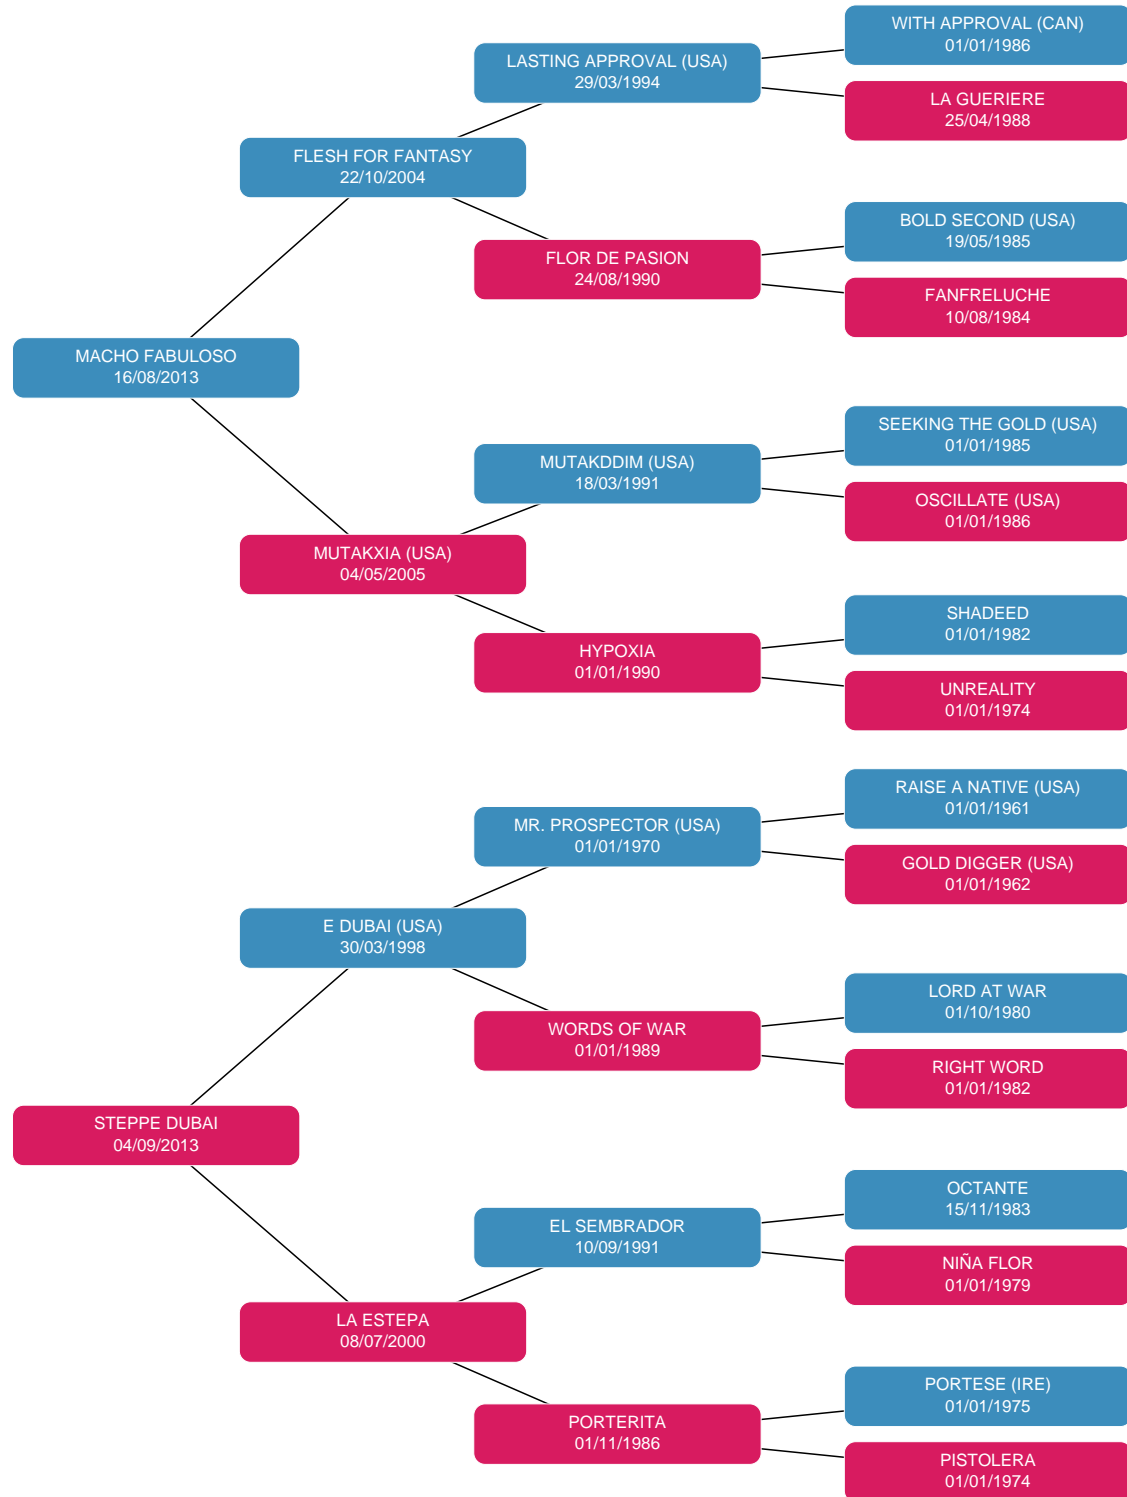 WITH APPROVAL (CAN)
01/01/1986
LASTING APPROVAL (USA)
29/03/1994
LA GUERIERE
25/04/1988
FLESH FOR FANTASY
22/10/2004
BOLD SECOND (USA)
19/05/1985
FLOR DE PASION
24/08/1990
FANFRELUCHE
10/08/1984
MACHO FABULOSO
16/08/2013
SEEKING THE GOLD (USA)
01/01/1985
MUTAKDDIM (USA)
18/03/1991
OSCILLATE (USA)
01/01/1986
MUTAKXIA (USA)
04/05/2005
SHADEED
01/01/1982
HYPOXIA
01/01/1990
UNREALITY
01/01/1974
RAISE A NATIVE (USA)
01/01/1961
MR. PROSPECTOR (USA)
01/01/1970
GOLD DIGGER (USA)
01/01/1962
E DUBAI (USA)
30/03/1998
LORD AT WAR
01/10/1980
WORDS OF WAR
01/01/1989
RIGHT WORD
01/01/1982
STEPPE DUBAI
04/09/2013
OCTANTE
15/11/1983
EL SEMBRADOR
10/09/1991
NIÑA FLOR
01/01/1979
LA ESTEPA
08/07/2000
PORTESE (IRE)
01/01/1975
PORTERITA
01/11/1986
PISTOLERA
01/01/1974